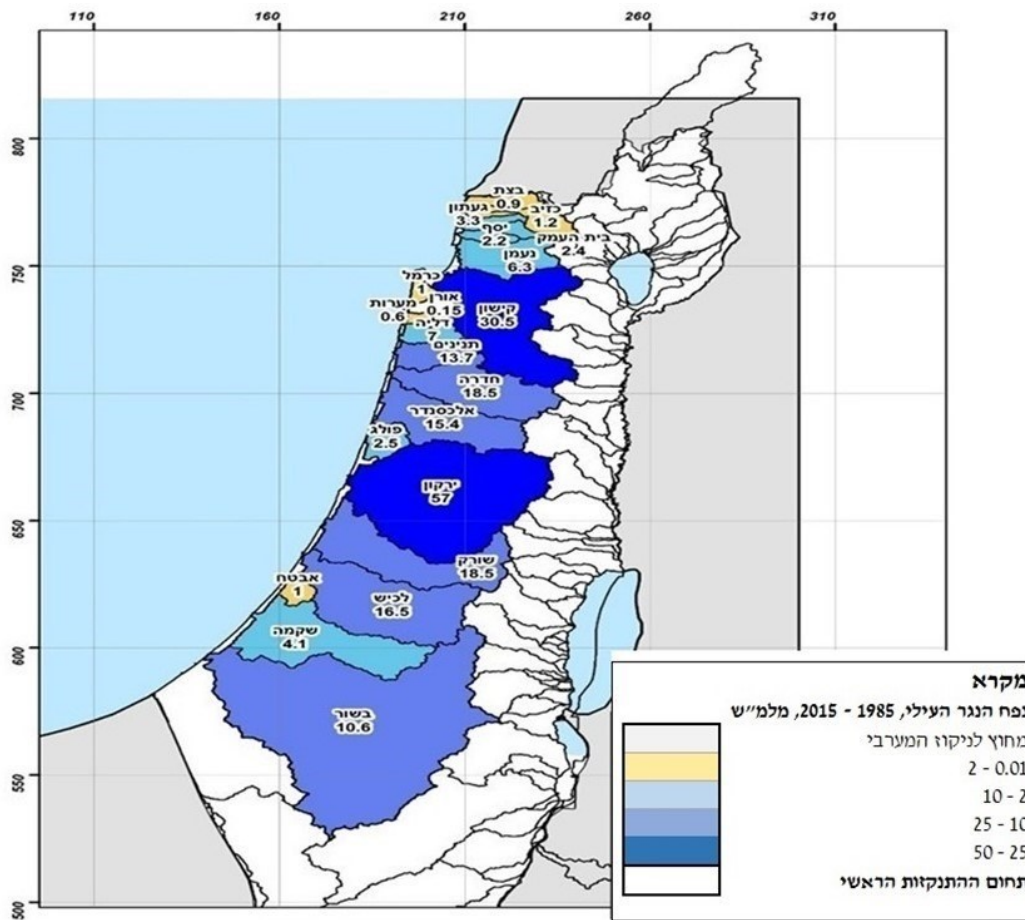 110 160 210 260 310
800
750
700
650
600
550
500
בצת
0.9
געתון
3.3
כזיב
1.2
יסף
2.2
בית העמק
2.4
נעמן
6.3
כרמל
1
אורן
0.15
מערות
0.6
קישון
30.5
דליה
7
תנינים
13.7
חדרה
18.5
אלכסנדר
15.4
פולג
2.5
ירקון
57
שורק
18.5
אבטח
1
לכיש
16.5
שקמה
4.1
בשור
10.6
מקרא
נפח הנגר העילי, 1985 - 2015, מלמ״ש
מחוץ לניקוז המערבי
2 - 0.01
10 - 2
25 - 10
50 - 25
תחום ההתנקזות הראשי